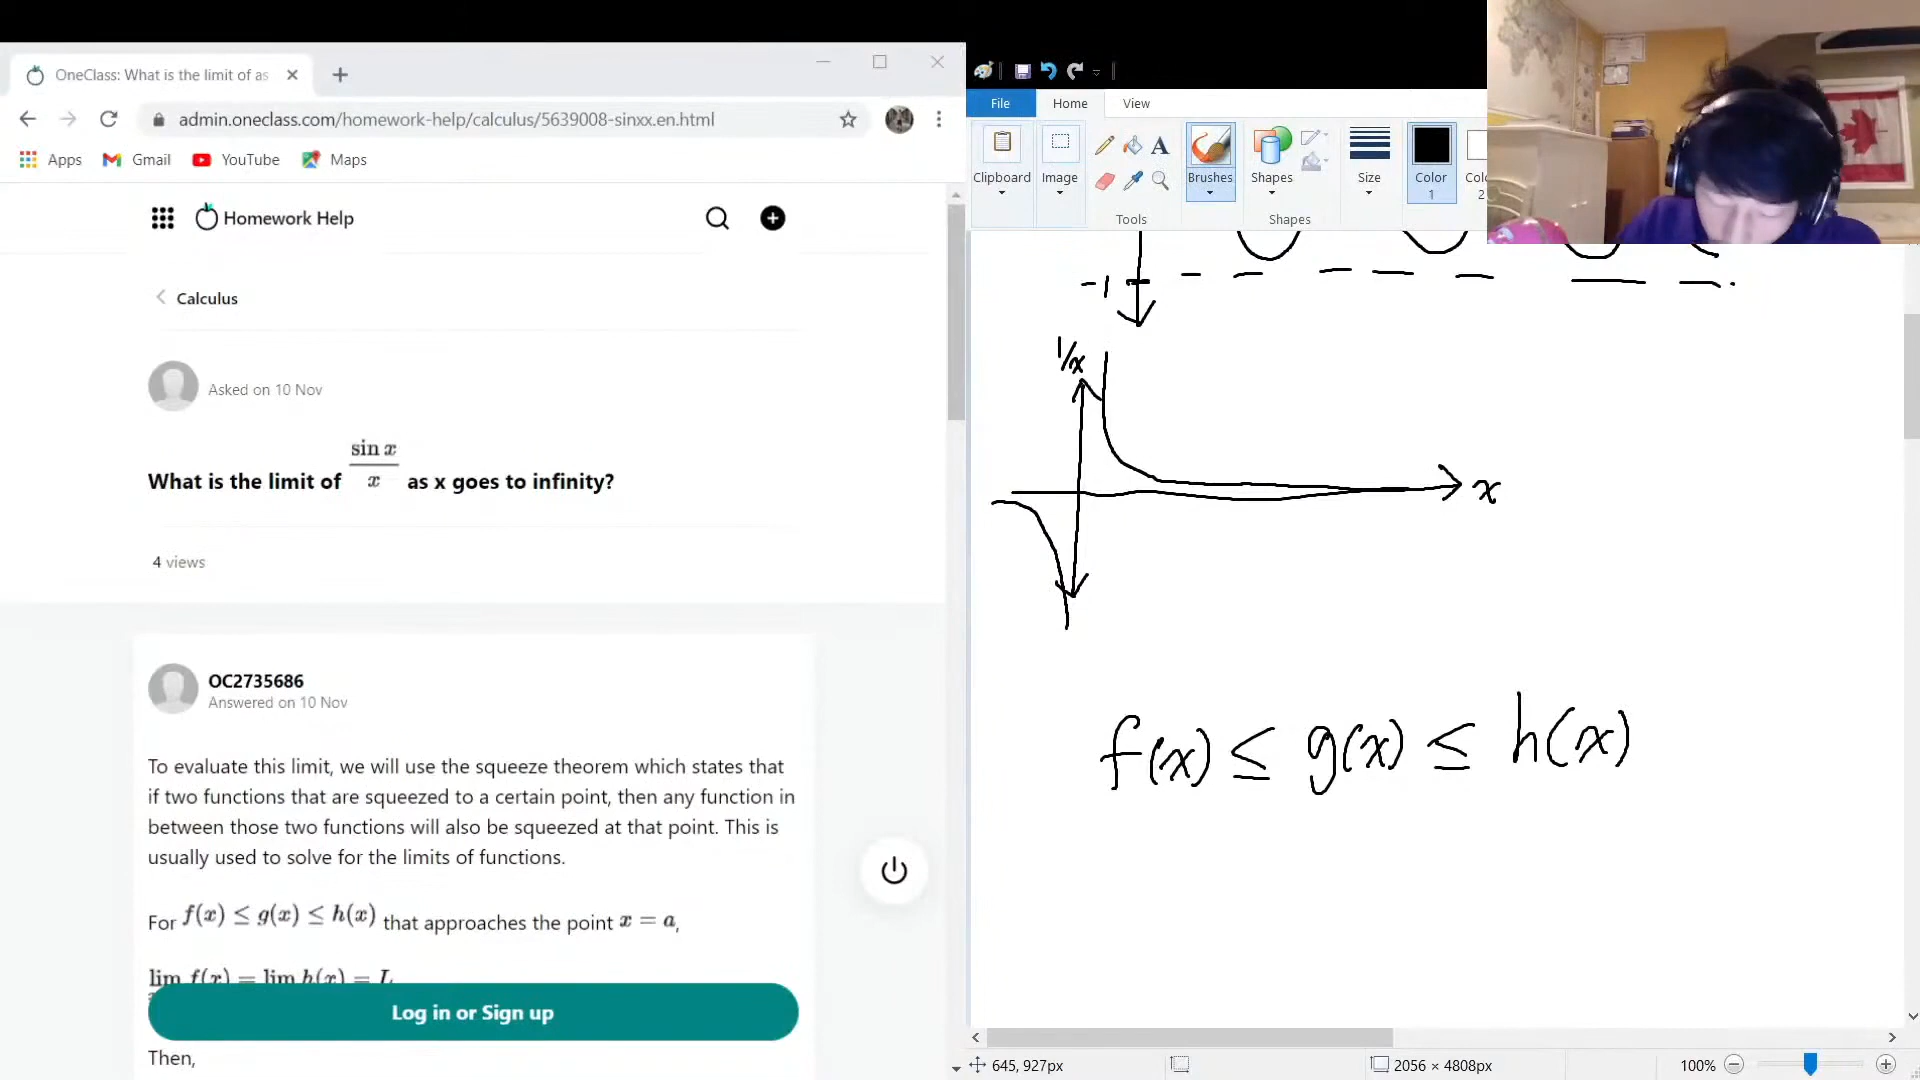 OneClass: What is the limit of as
admin.oneclass.com/homework-help/calculus/5639008-sinxx.en.html
Apps Gmail YouTube Maps
Homework Help
Calculus
Asked on 10 Nov
What is the limit of sin x / x as x goes to infinity?
4 views
OC2735686
Answered on 10 Nov
To evaluate this limit, we will use the squeeze theorem which states that
if two functions that are squeezed to a certain point, then any function in
between those two functions will also be squeezed at that point. This is
usually used to solve for the limits of functions.
For f(x) ≤ g(x) ≤ h(x) that approaches the point x = a,
lim f(x) = lim h(x) = L
Log in or Sign up
Then,
File Home View
Clipboard Image Brushes Shapes Size Color
1 2
Tools Shapes
-1
1/x
x
f(x) ≤ g(x) ≤ h(x)
645, 927px 2056 × 4808px 100%